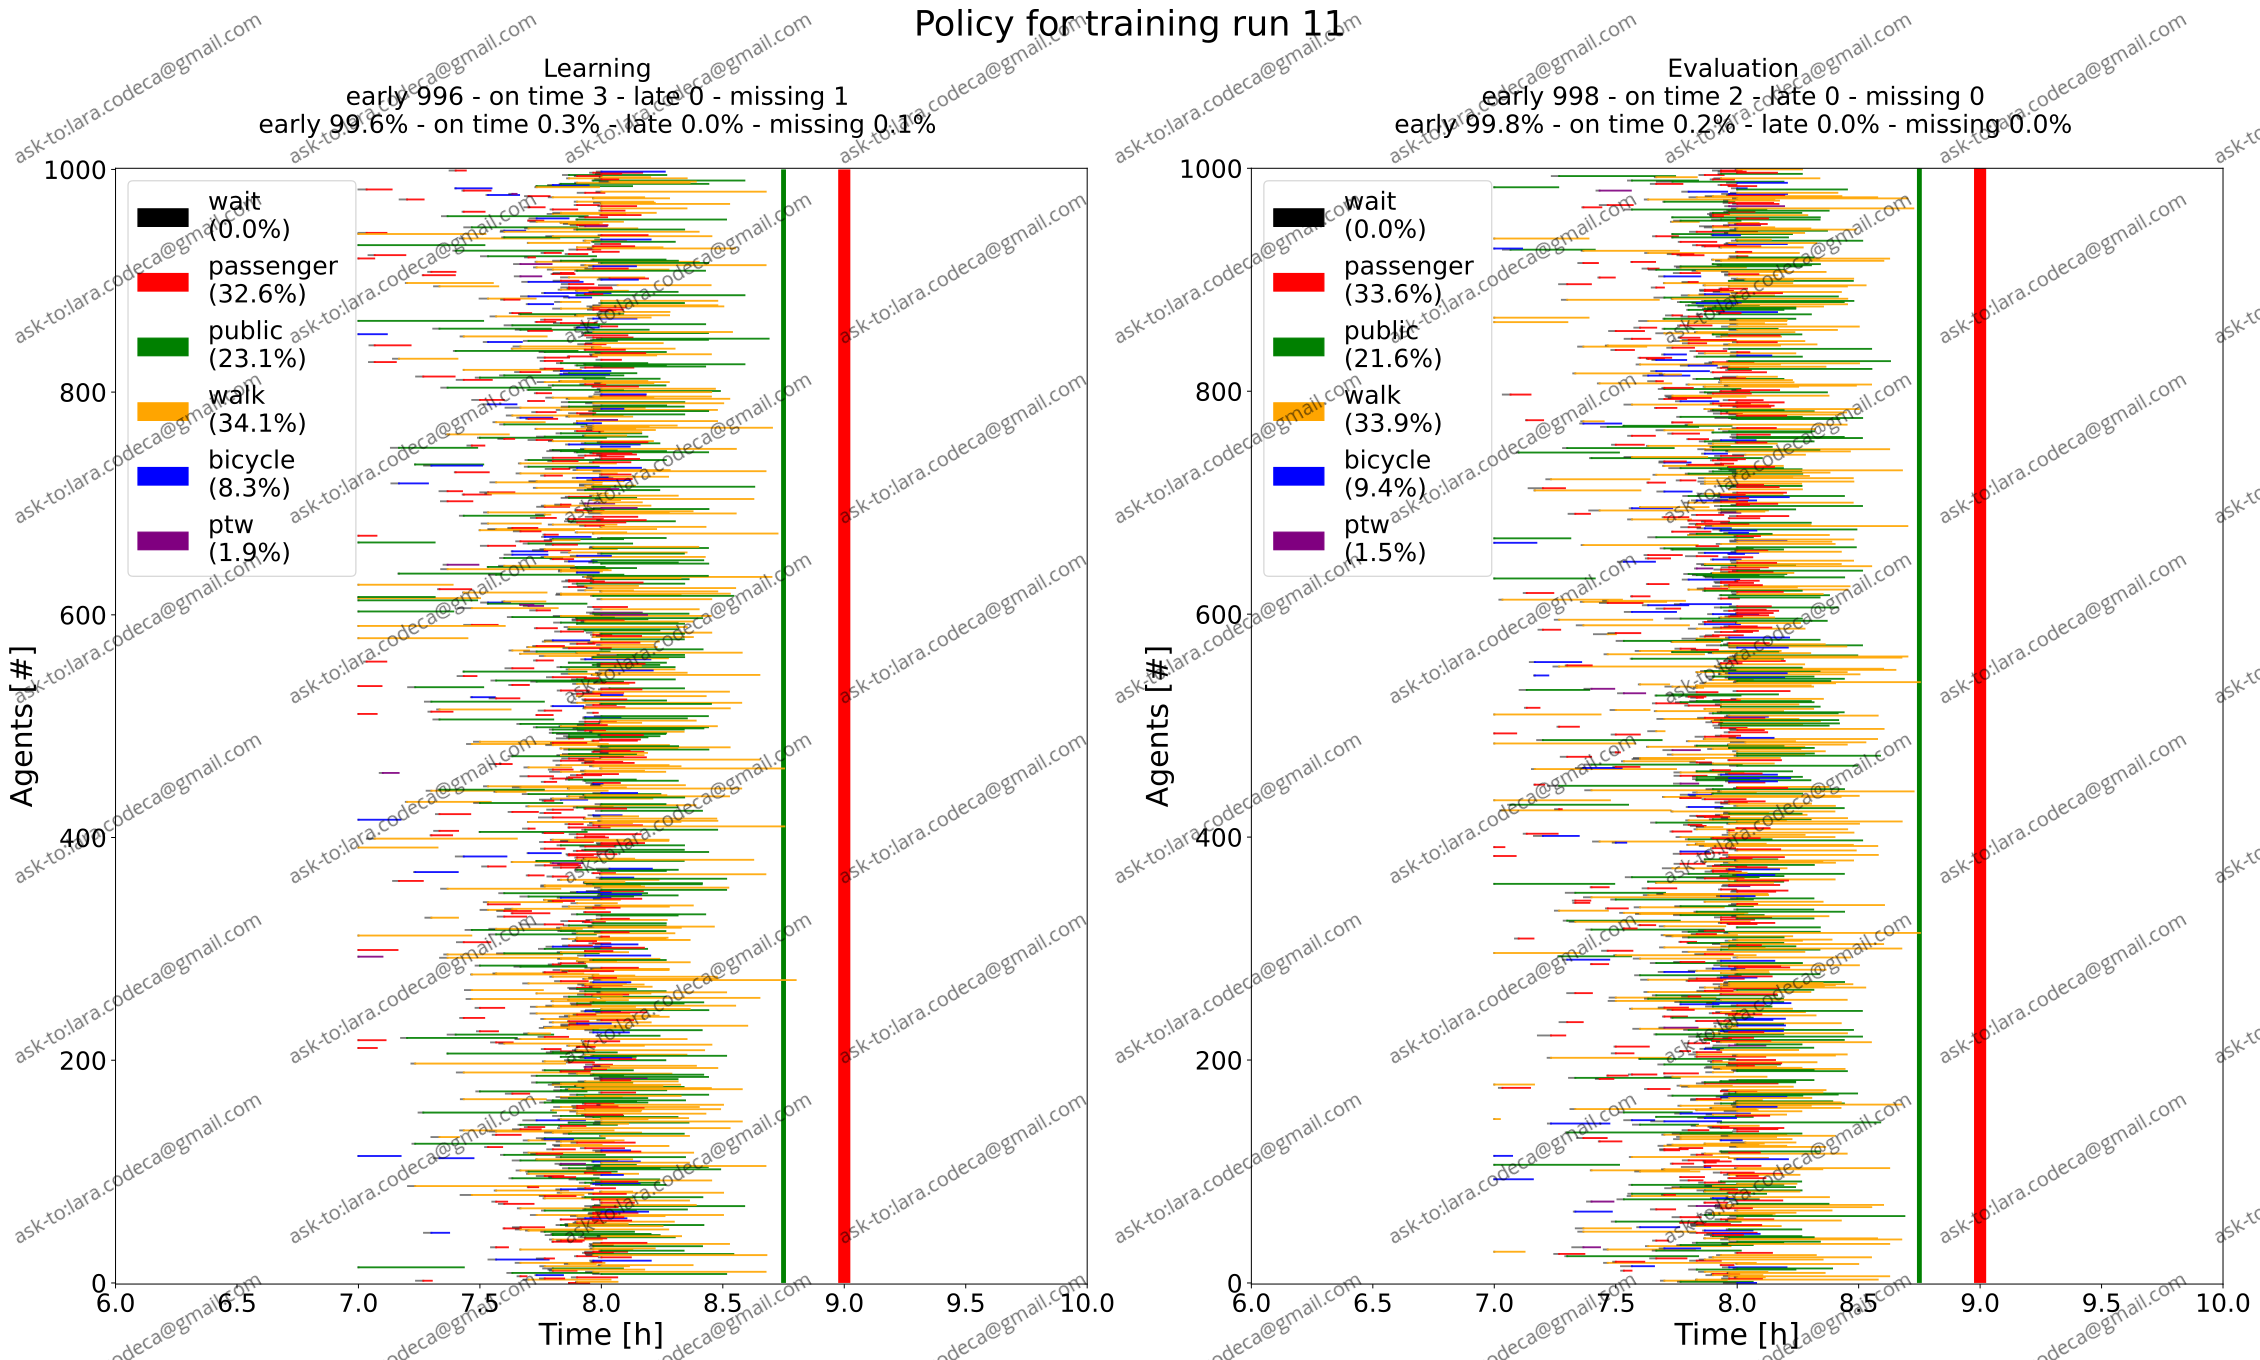 Policy for training run 11
Learning
early 996 - on time 3 - late 0 - missing 1
early 99.6% - on time 0.3% - late 0.0% - missing 0.1%
Evaluation
early 998 - on time 2 - late 0 - missing 0
early 99.8% - on time 0.2% - late 0.0% - missing 0.0%
1000
800
600
400
200
0
Agents [#]
wait
(0.0%)
passenger
(32.6%)
public
(23.1%)
walk
(34.1%)
bicycle
(8.3%)
ptw
(1.9%)
6.0 6.5 7.0 7.5 8.0 8.5 9.0 9.5 10.0
Time [h]
1000
800
600
400
200
0
Agents [#]
wait
(0.0%)
passenger
(33.6%)
public
(21.6%)
walk
(33.9%)
bicycle
(9.4%)
ptw
(1.5%)
6.0 6.5 7.0 7.5 8.0 8.5 9.0 9.5 10.0
Time [h]
ask-to:lara.codeca@gmail.com